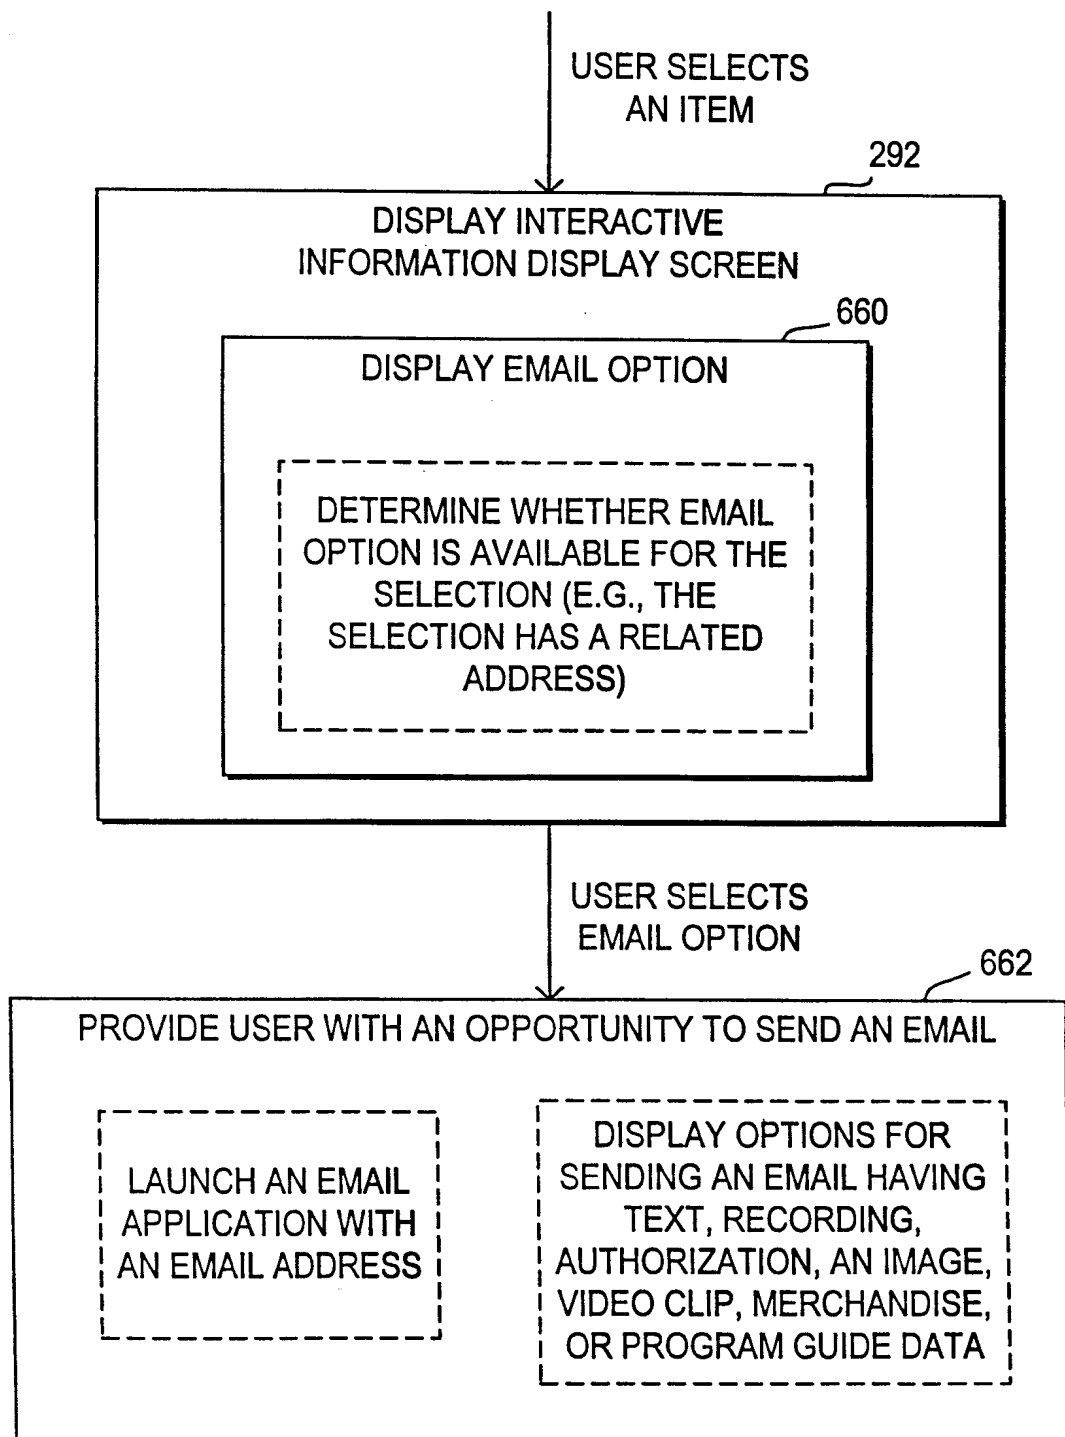 USER SELECTS
AN ITEM
292
DISPLAY INTERACTIVE
INFORMATION DISPLAY SCREEN
660
DISPLAY EMAIL OPTION
DETERMINE WHETHER EMAIL
OPTION IS AVAILABLE FOR THE
SELECTION (E.G., THE
SELECTION HAS A RELATED
ADDRESS)
USER SELECTS
EMAIL OPTION
662
PROVIDE USER WITH AN OPPORTUNITY TO SEND AN EMAIL
LAUNCH AN EMAIL
APPLICATION WITH
AN EMAIL ADDRESS
DISPLAY OPTIONS FOR
SENDING AN EMAIL HAVING
TEXT, RECORDING,
AUTHORIZATION, AN IMAGE,
VIDEO CLIP, MERCHANDISE,
OR PROGRAM GUIDE DATA